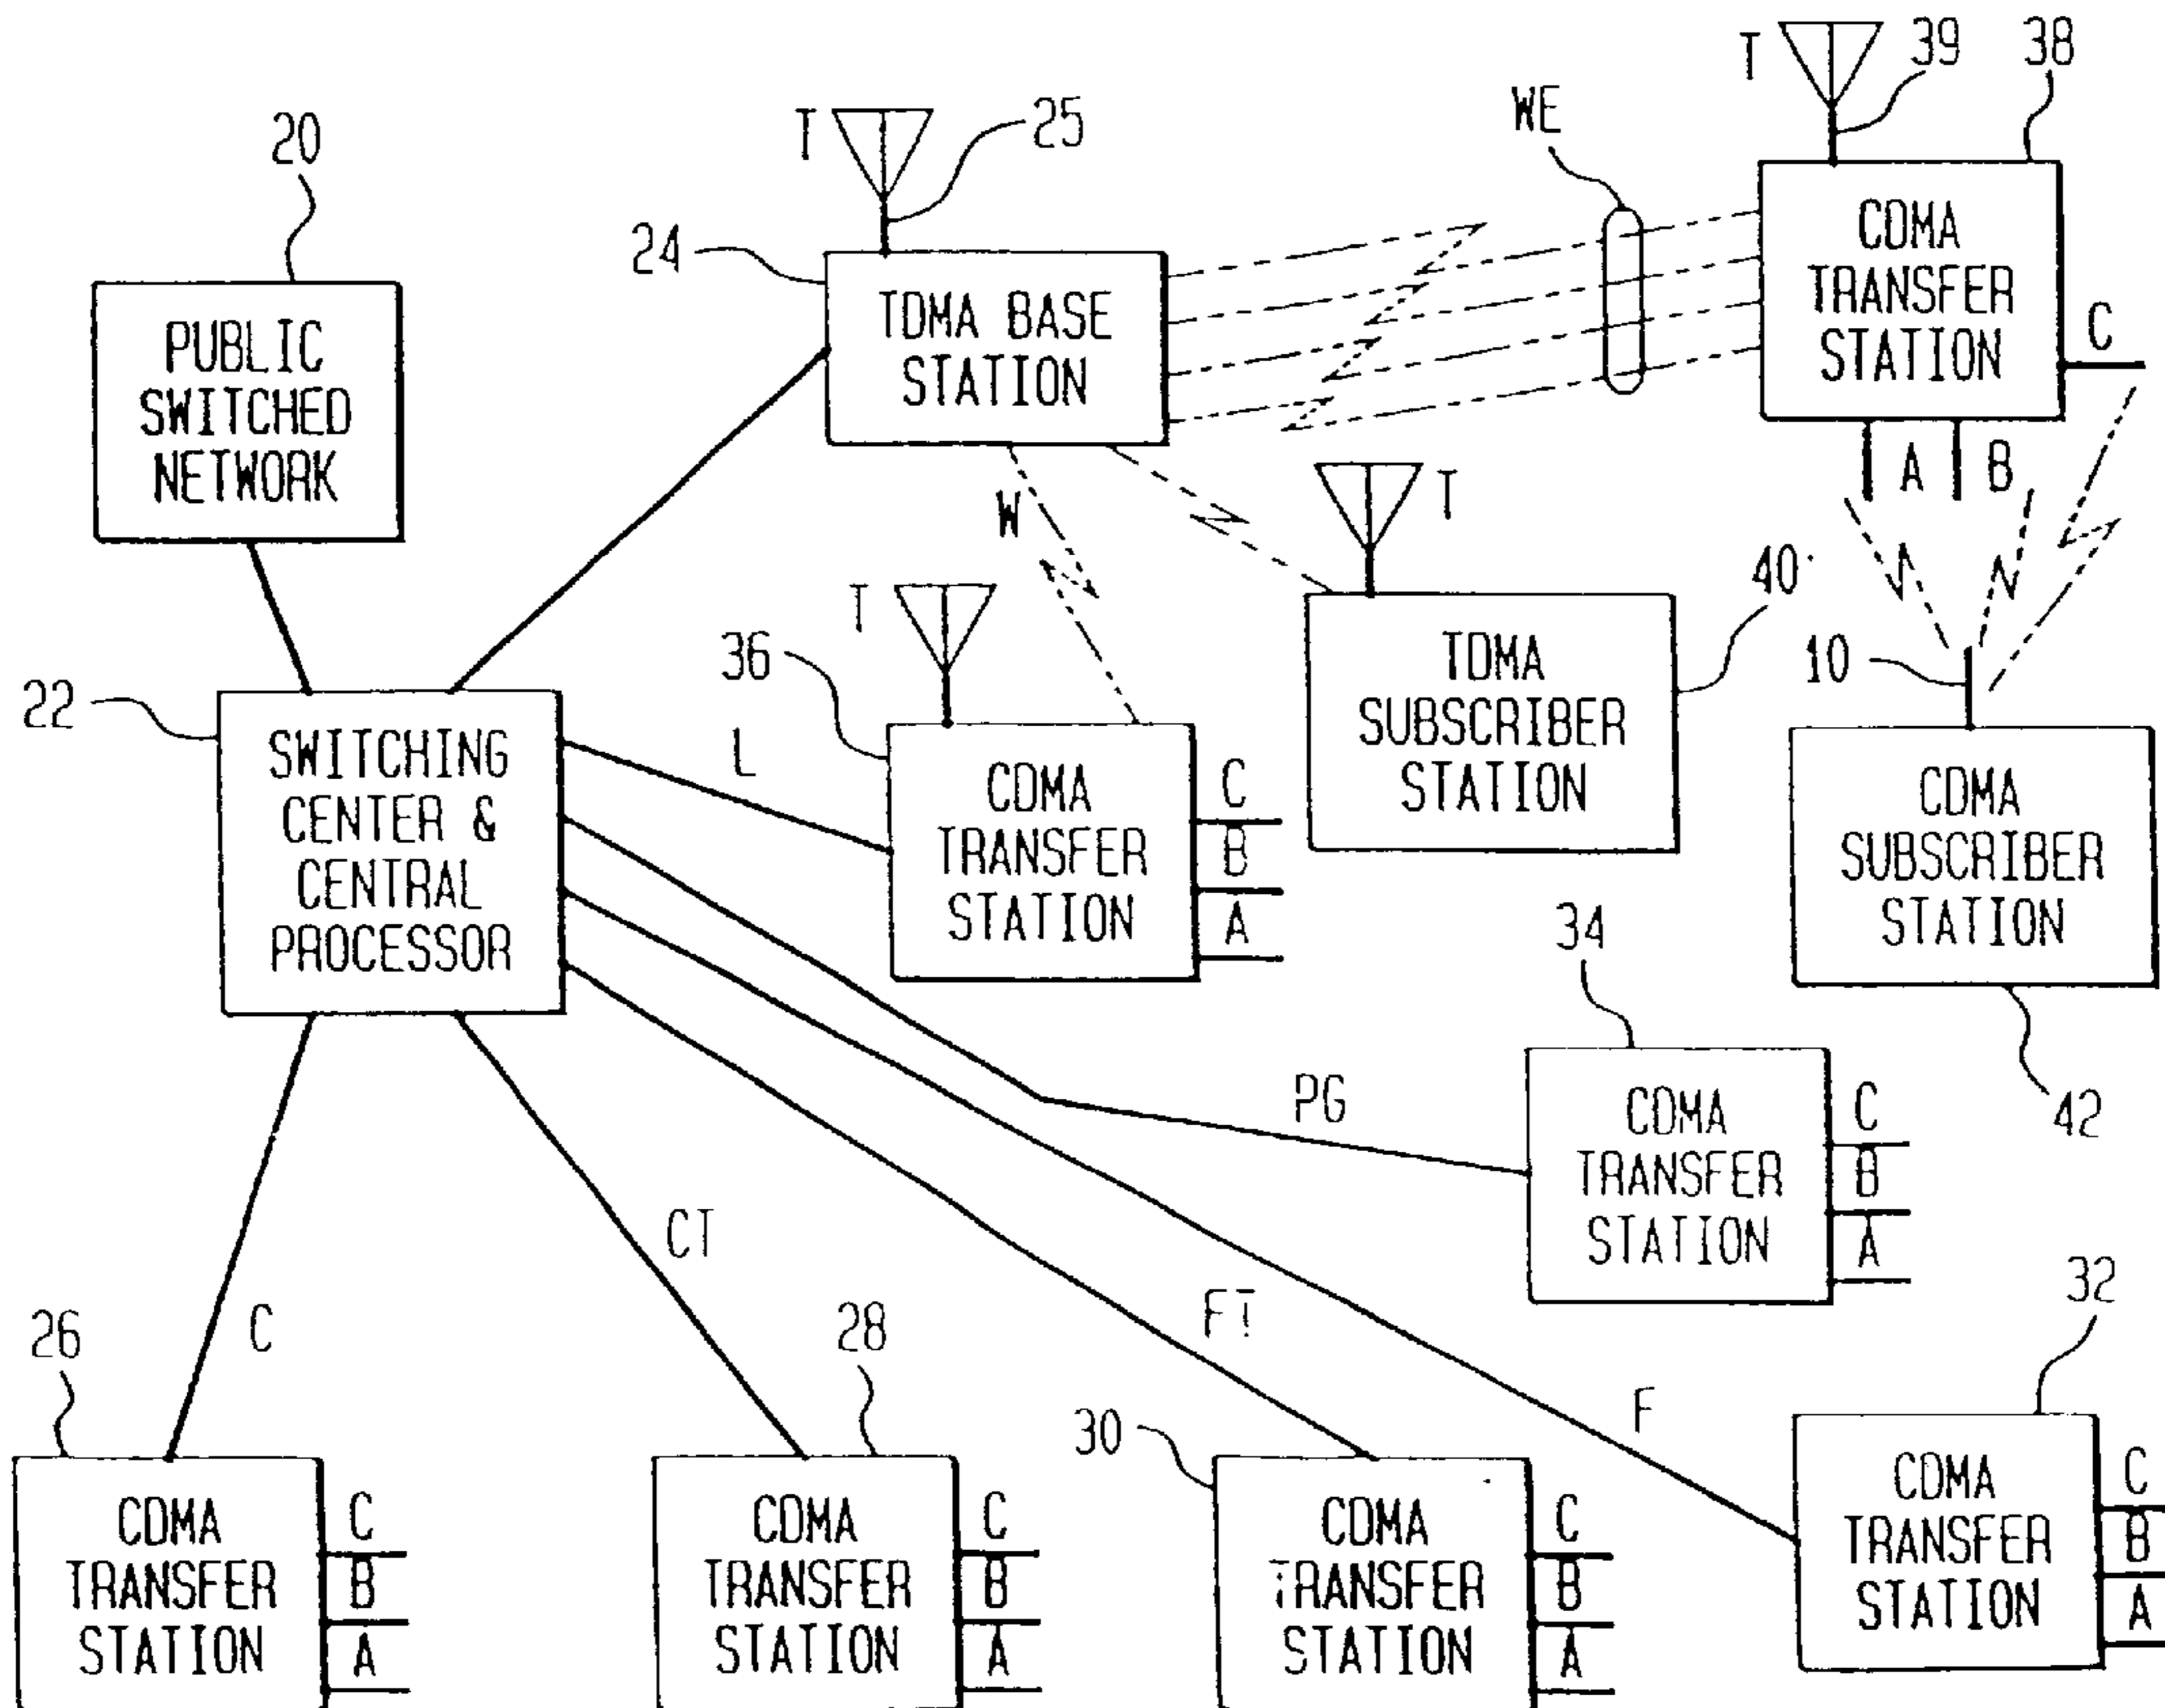 T
39
38
WE
T
25
20
24
CDMA
TRANSFER
STATION
C
A
B
TDMA BASE
STATION
PUBLIC
SWITCHED
NETWORK
W
T
40
T
36
10
TDMA
SUBSCRIBER
STATION
22
SWITCHING
CENTER &
CENTRAL
PROCESSOR
L
CDMA
TRANSFER
STATION
C
B
A
CDMA
SUBSCRIBER
STATION
34
42
PG
CDMA
TRANSFER
STATION
C
B
A
CT
FT
32
26
C
28
30
F
CDMA
TRANSFER
STATION
C
B
A
CDMA
TRANSFER
STATION
C
B
A
CDMA
TRANSFER
STATION
C
B
A
CDMA
TRANSFER
STATION
C
B
A